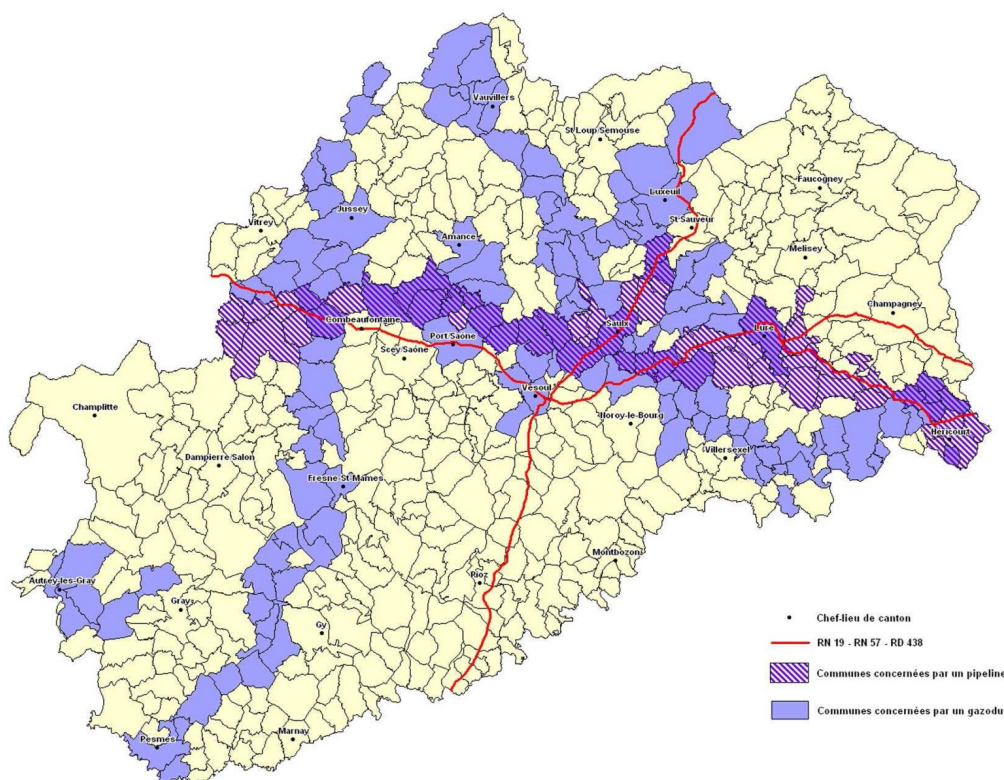 Vauvillers
St Loup Semouse
Faucogney
Luxeuil
Jussey
Vitrey
St Sauveur
Amance
Melisey
Champagney
Combeaufontaine
Saulx
Lure
Port Saône
Scey Saône
Vesoul
Champlitte
Noroy-le-Bourg
Héricourt
Villersexel
Dampierre Salon
Fresne-St-Mames
Montbozon
Autrey-les-Gray
Rioz
Gray
Gy
Marnay
Pesmes
Chef-lieu de canton
RN 19 - RN 57 - RD 438
Communes concernées par un pipeline
Communes concernées par un gazodu